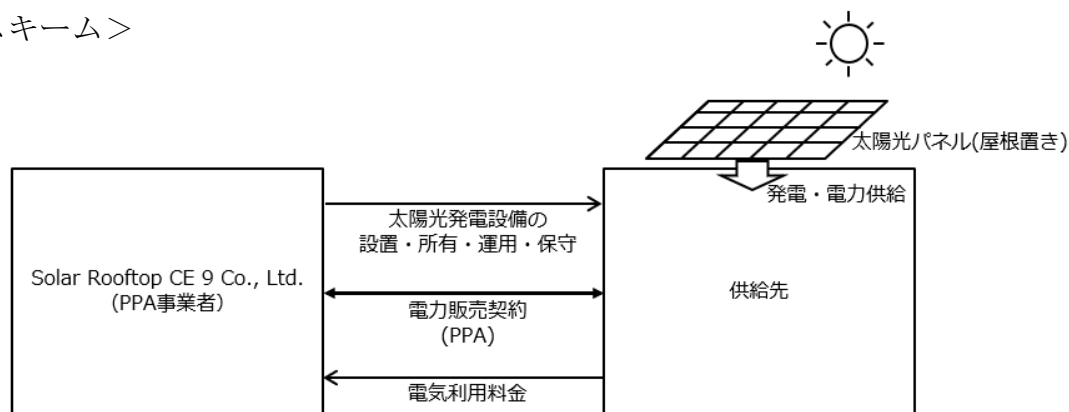 スキーム＞
太陽光パネル(屋根置き)
発電・電力供給
太陽光発電設備の
設置・所有・運用・保守
Solar Rooftop CE 9 Co., Ltd.
(PPA事業者)
供給先
電力販売契約
(PPA)
電気利用料金